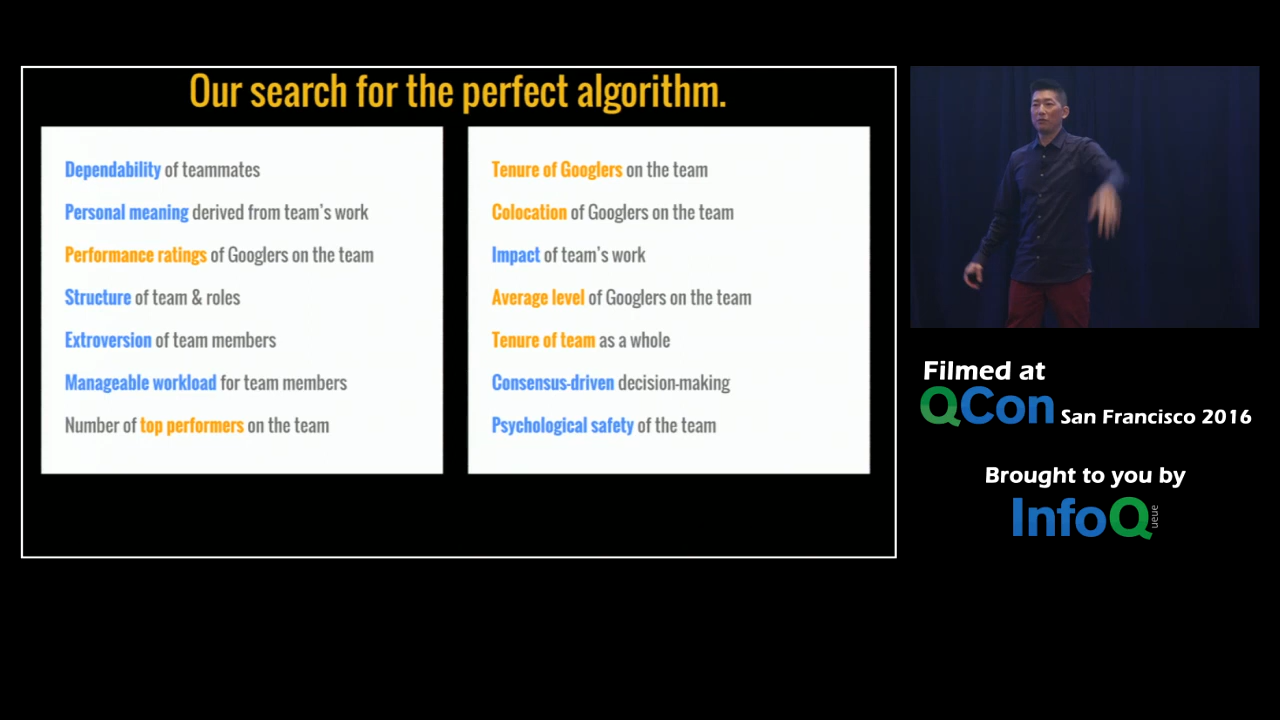 Our search for the perfect algorithm.
Dependability of teammates
Personal meaning derived from team's work
Performance ratings of Googlers on the team
Structure of team & roles
Extroversion of team members
Manageable workload for team members
Number of top performers on the team
Tenure of Googlers on the team
Colocation of Googlers on the team
Impact of team's work
Average level of Googlers on the team
Tenure of team as a whole
Consensus-driven decision-making
Psychological safety of the team
Filmed at
QCon San Francisco 2016
Brought to you by
InfoQ
ueue